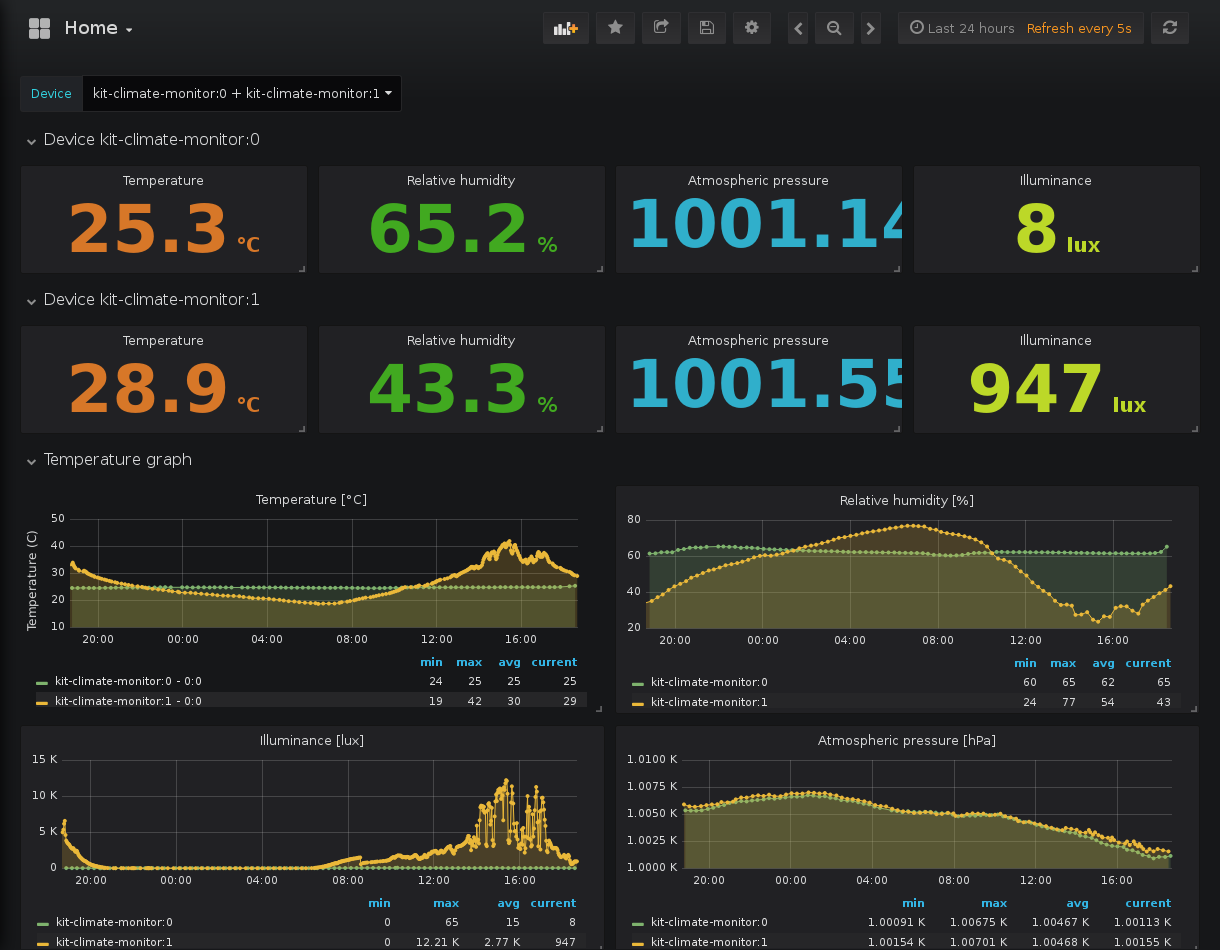 Home
Last 24 hours Refresh every 5s
Device kit-climate-monitor:0 + kit-climate-monitor:1
Device kit-climate-monitor:0
Temperature
25.3 °C
Relative humidity
65.2 %
Atmospheric pressure
1001.14
Illuminance
8 lux
Device kit-climate-monitor:1
Temperature
28.9 °C
Relative humidity
43.3 %
Atmospheric pressure
1001.55
Illuminance
947 lux
Temperature graph
Temperature [°C]
Temperature (C)
50
40
30
20
10
20:00 00:00 04:00 08:00 12:00 16:00
min max avg current
kit-climate-monitor:0 - 0:0 24 25 25 25
kit-climate-monitor:1 - 0:0 19 42 30 29
Relative humidity [%]
80
60
40
20
20:00 00:00 04:00 08:00 12:00 16:00
min max avg current
kit-climate-monitor:0 60 65 62 65
kit-climate-monitor:1 24 77 54 43
Illuminance [lux]
15 K
10 K
5 K
0
20:00 00:00 04:00 08:00 12:00 16:00
min max avg current
kit-climate-monitor:0 0 65 15 8
kit-climate-monitor:1 0 12.21 K 2.77 K 947
Atmospheric pressure [hPa]
1.0100 K
1.0075 K
1.0050 K
1.0025 K
1.0000 K
20:00 00:00 04:00 08:00 12:00 16:00
min max avg current
kit-climate-monitor:0 1.00091 K 1.00675 K 1.00467 K 1.00113 K
kit-climate-monitor:1 1.00154 K 1.00701 K 1.00468 K 1.00155 K